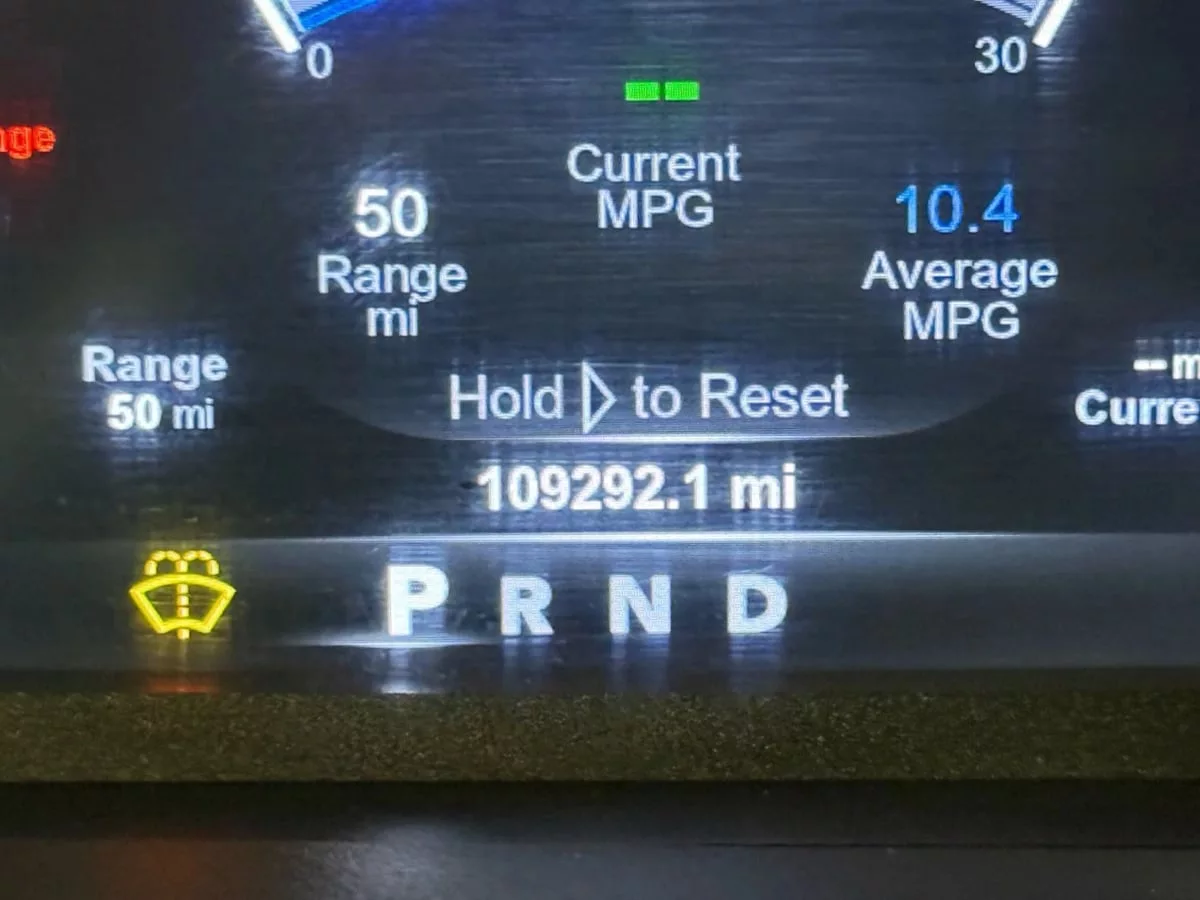 0
30
Current
MPG
50
Range
mi
10.4
Average
MPG
Range
50 mi
Hold ▷ to Reset
109292.1 mi
P R N D